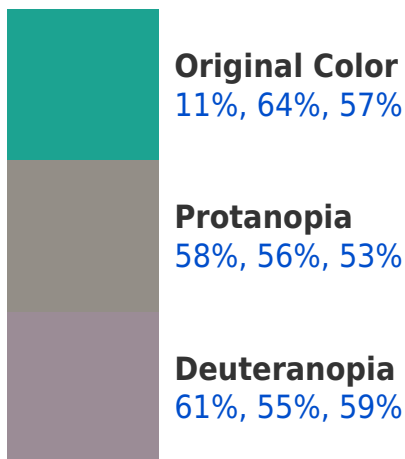 Original Color
11%, 64%, 57%
Protanopia
58%, 56%, 53%
Deuteranopia
61%, 55%, 59%